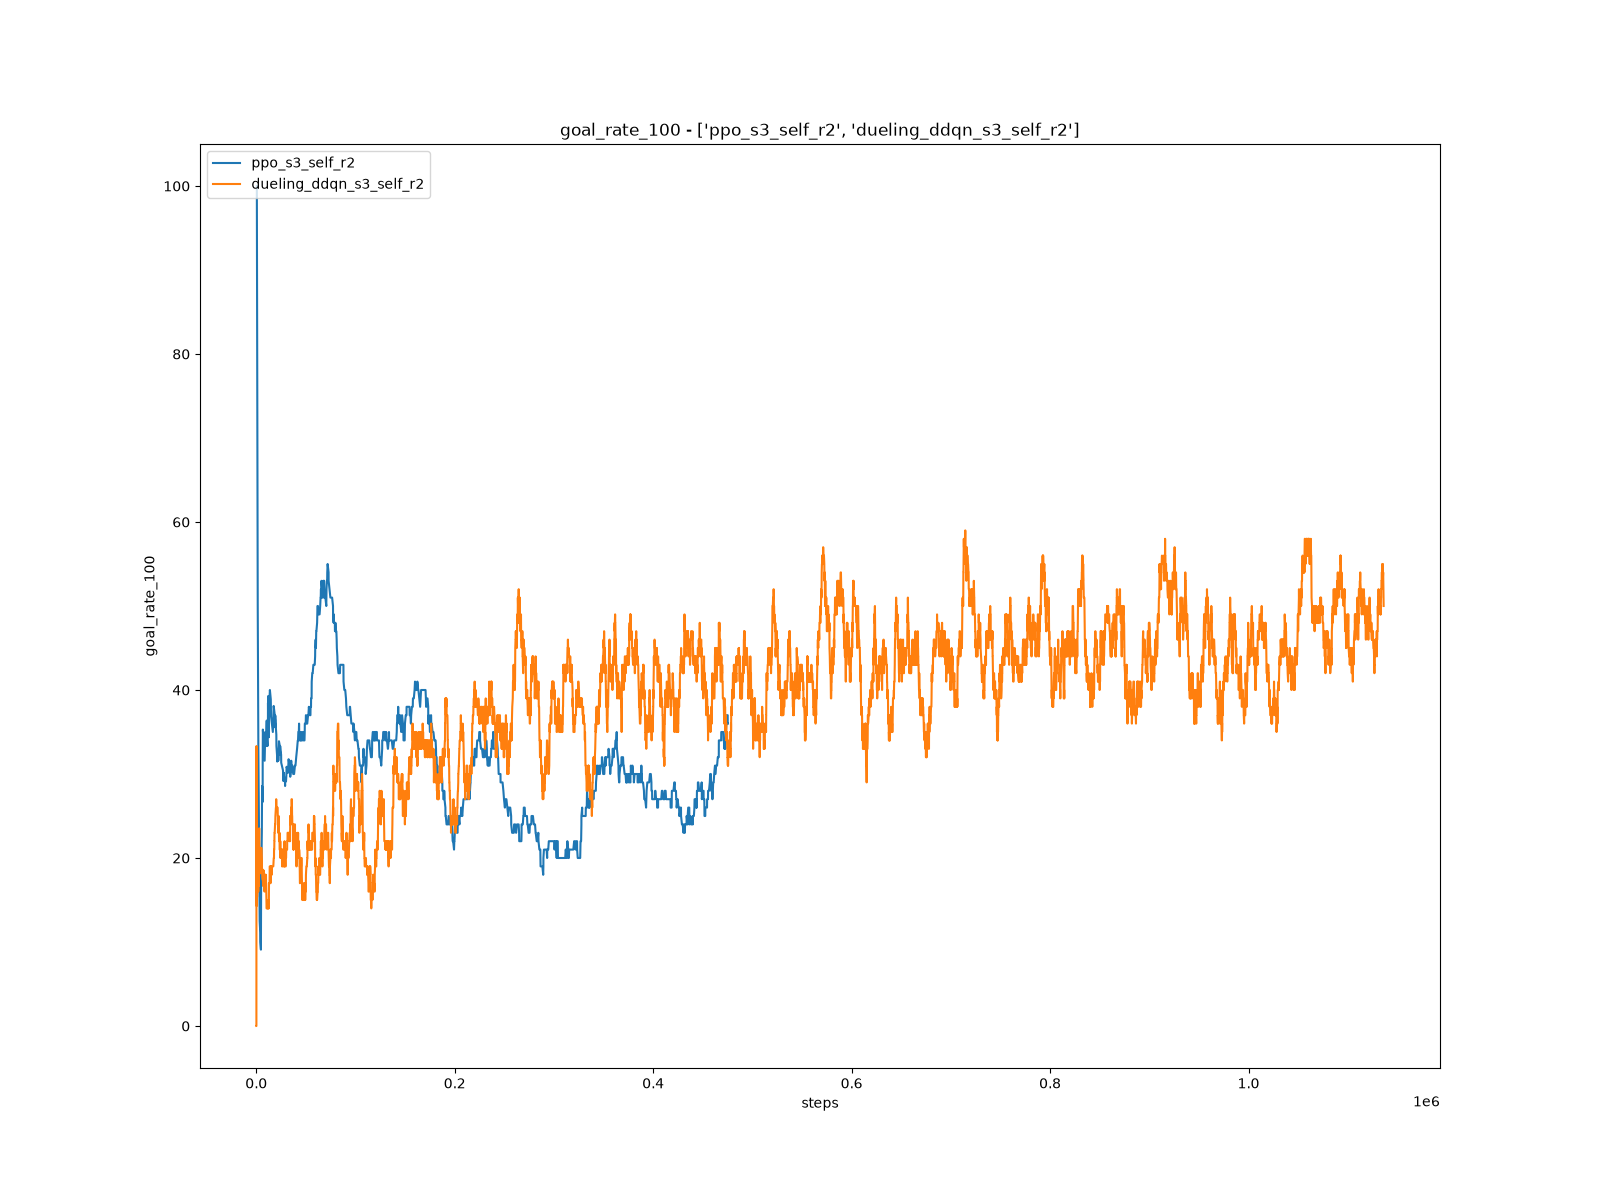 goal_rate_100 - ['ppo_s3_self_r2', 'dueling_ddqn_s3_self_r2']
ppo_s3_self_r2
dueling_ddqn_s3_self_r2
100
80
60
40
20
0
goal_rate_100
0.0 0.2 0.4 0.6 0.8 1.0
steps
1e6